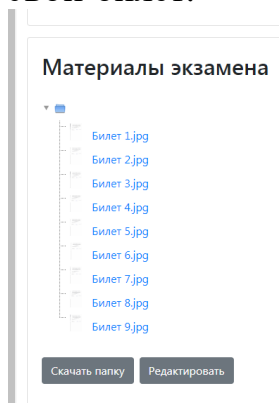 Материалы экзамена
Билет 1.jpg
Билет 2.jpg
Билет 3.jpg
Билет 4.jpg
Билет 5.jpg
Билет 6.jpg
Билет 7.jpg
Билет 8.jpg
Билет 9.jpg
Скачать папку Редактировать